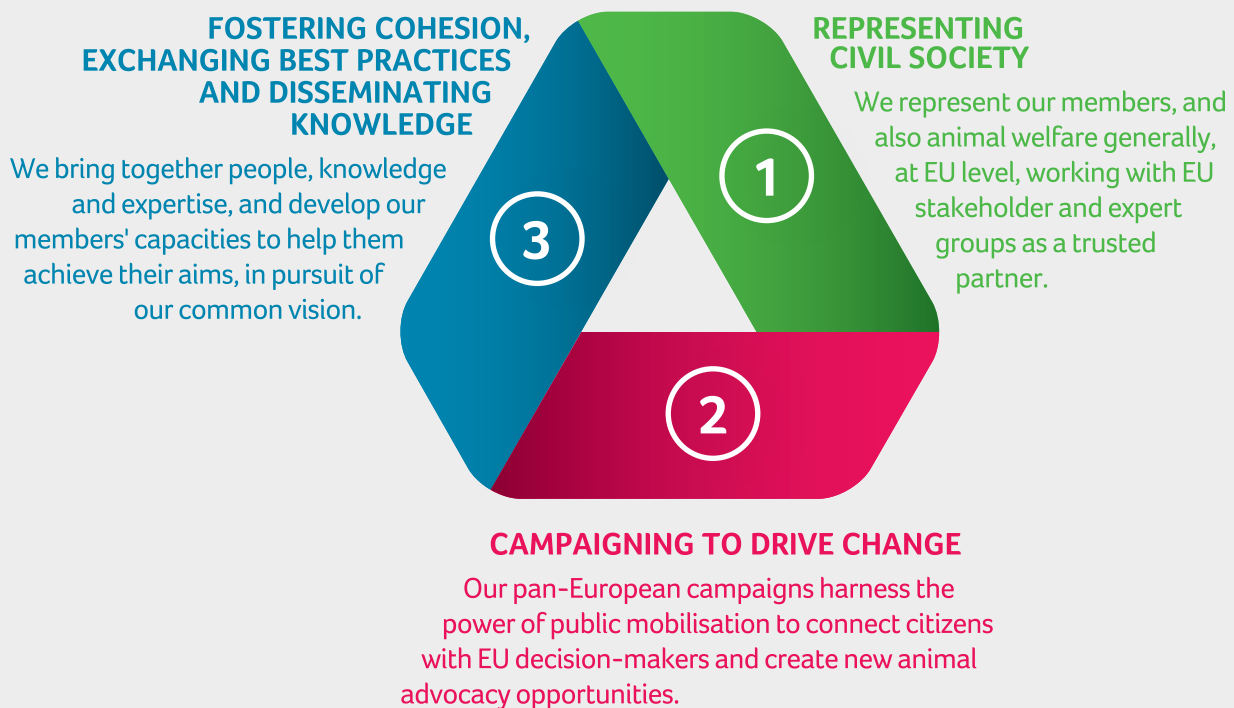 REPRESENTING
CIVIL SOCIETY
We represent our members, and
also animal welfare generally,
at EU level, working with EU
stakeholder and expert
groups as a trusted
partner.
1
2
CAMPAIGNING TO DRIVE CHANGE
Our pan-European campaigns harness the
power of public mobilisation to connect citizens
with EU decision-makers and create new animal
advocacy opportunities.
3
FOSTERING COHESION,
EXCHANGING BEST PRACTICES
AND DISSEMINATING
KNOWLEDGE
We bring together people, knowledge
and expertise, and develop our
members' capacities to help them
achieve their aims, in pursuit of
our common vision.